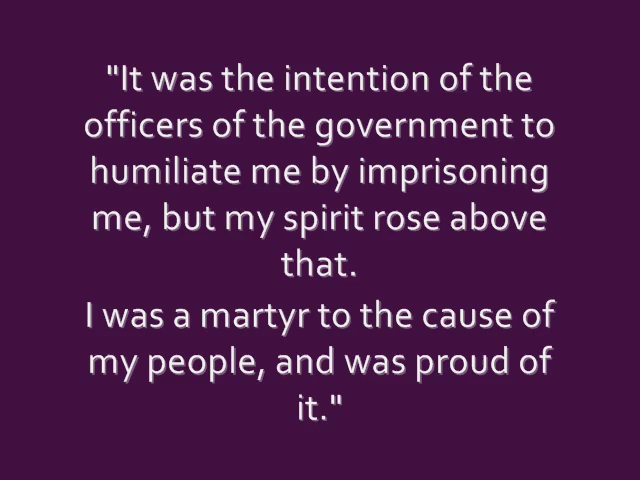 "It was the intention of the
officers of the government to
humiliate me by imprisoning
me, but my spirit rose above
that.
I was a martyr to the cause of
my people, and was proud of
it."